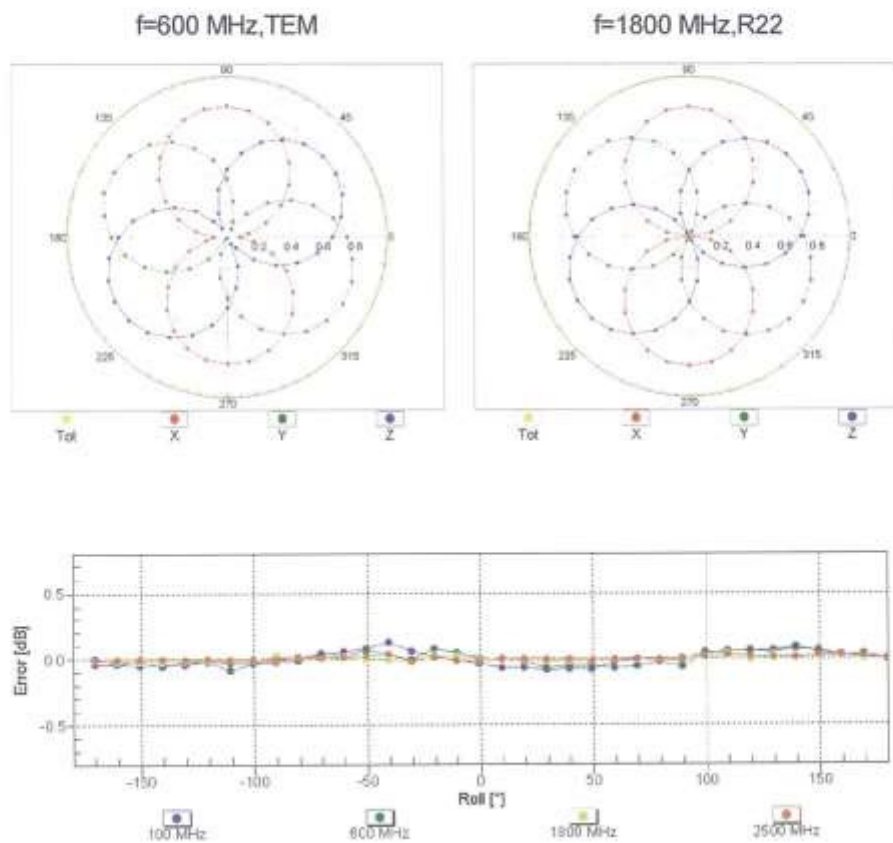 f=600 MHz,TEM
f=1800 MHz,R22
90
135
45
180
0.2 0.4 0.6 0.8
0
225
315
270
Tot X Y Z
90
135
45
180
0.2 0.4 0.6 0.8
0
225
315
270
Tot X Y Z
Error [dB]
0.5
0.0
-0.5
-150 -100 -50 0 50 100 150
Roll [°]
100 MHz 600 MHz 1800 MHz 2500 MHz